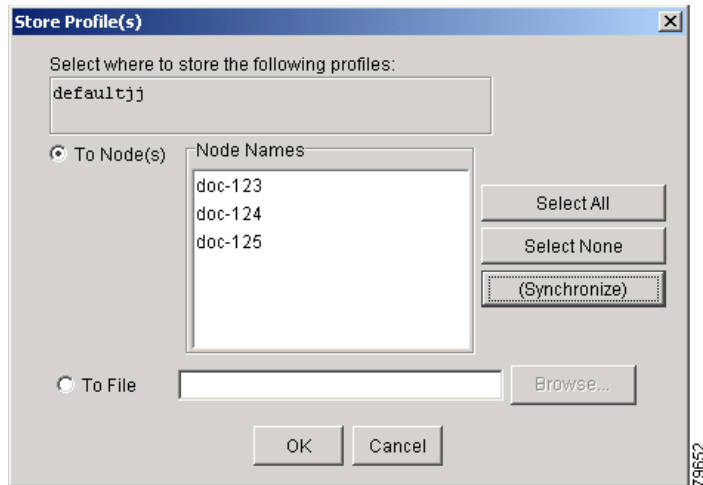 Store Profile(s)
Select where to store the following profiles:
defaultjj
To Node(s)
Node Names
doc-123
doc-124
doc-125
Select All
Select None
(Synchronize)
To File
Browse...
OK
Cancel
79652